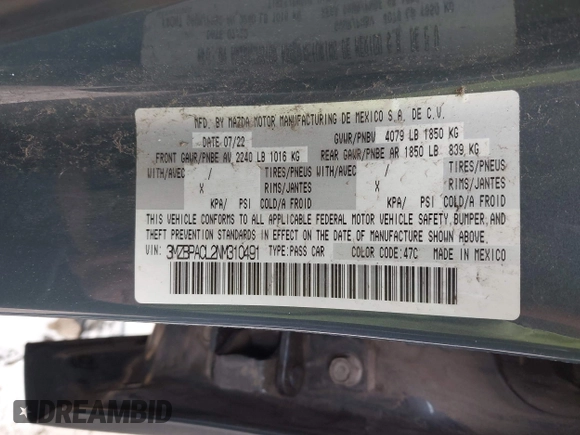 MFD. BY MAZDA MOTOR MANUFACTURING DE MEXICO S.A. DE C.V.
DATE 07/22 GVWR/PNBV 4079 LB 1850 KG
FRONT GAWR/PNBE AV 2240 LB 1016 KG REAR GAWR/PNBE AR 1850 LB 839 KG
WITH/AVEC / TIRES/PNEUS WITH/AVEC / TIRES/PNEUS
X RIMS/JANTES X RIMS/JANTES
KPA/ PSI COLD/A FROID KPA/ PSI COLD/A FROID
THIS VEHICLE CONFORMS TO ALL APPLICABLE FEDERAL MOTOR VEHICLE SAFETY, BUMPER, AND
THEFT PREVENTION STANDARDS IN EFFECT ON THE DATE OF MANUFACTURE SHOWN ABOVE.
VIN: 3MZBPACL2NM310491 TYPE:PASS CAR COLOR CODE:47C MADE IN MEXICO
DREAMBID